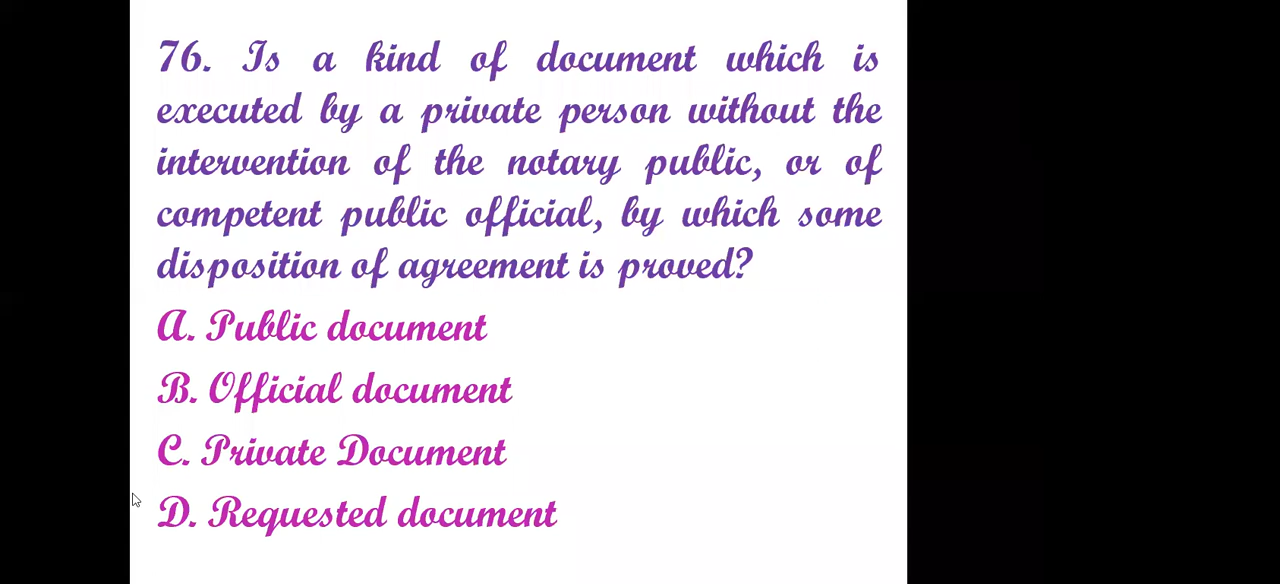 76. Is a kind of document which is
executed by a private person without the
intervention of the notary public, or of
competent public official, by which some
disposition of agreement is proved?
A. Public document
B. Official document
C. Private Document
D. Requested document